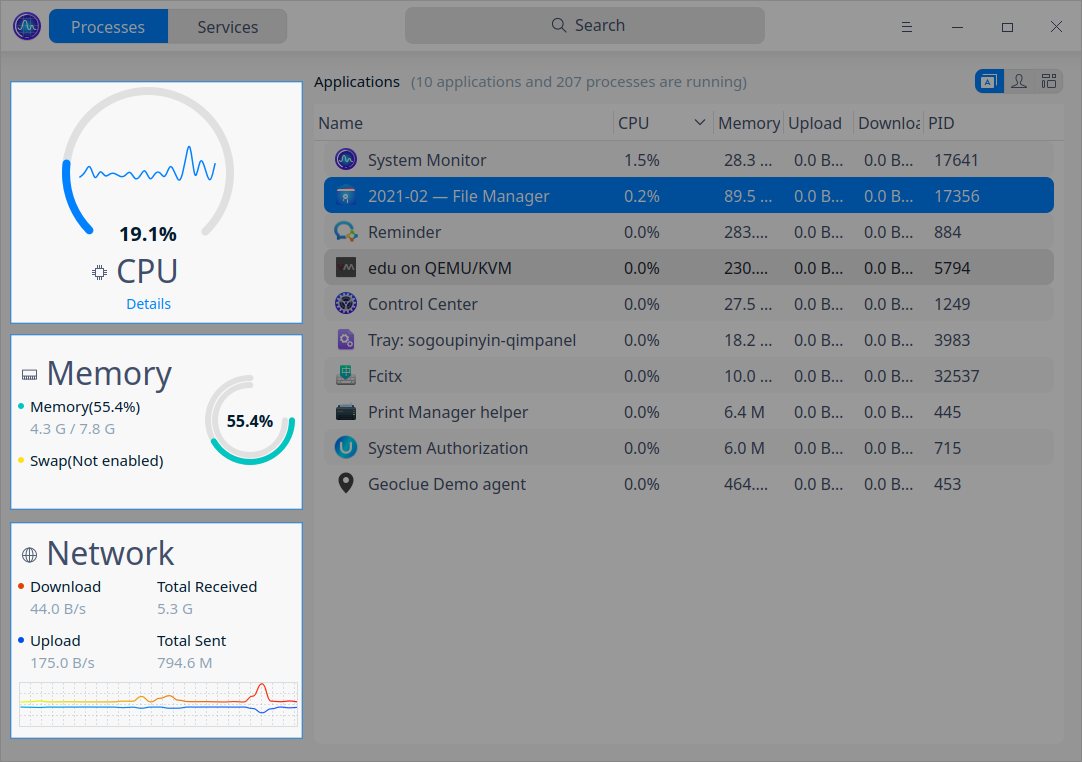 Processes Services Search
Applications (10 applications and 207 processes are running)
19.1%
CPU
Details
Memory
Memory(55.4%)
4.3 G / 7.8 G
Swap(Not enabled)
55.4%
Network
Download Total Received
44.0 B/s 5.3 G
Upload Total Sent
175.0 B/s 794.6 M
Name CPU Memory Upload Downloa PID
System Monitor 1.5% 28.3 ... 0.0 B... 0.0 B... 17641
2021-02 — File Manager 0.2% 89.5 ... 0.0 B... 0.0 B... 17356
Reminder 0.0% 283.... 0.0 B... 0.0 B... 884
edu on QEMU/KVM 0.0% 230.... 0.0 B... 0.0 B... 5794
Control Center 0.0% 27.5 ... 0.0 B... 0.0 B... 1249
Tray: sogoupinyin-qimpanel 0.0% 18.2 ... 0.0 B... 0.0 B... 3983
Fcitx 0.0% 10.0 ... 0.0 B... 0.0 B... 32537
Print Manager helper 0.0% 6.4 M 0.0 B... 0.0 B... 445
System Authorization 0.0% 6.0 M 0.0 B... 0.0 B... 715
Geoclue Demo agent 0.0% 464.... 0.0 B... 0.0 B... 453